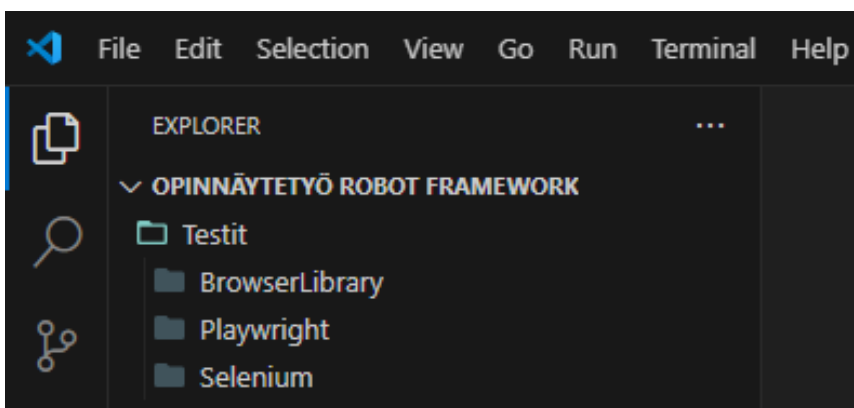 File Edit Selection View Go Run Terminal Help
EXPLORER
OPINNÄYTETYÖ ROBOT FRAMEWORK
Testit
BrowserLibrary
Playwright
Selenium